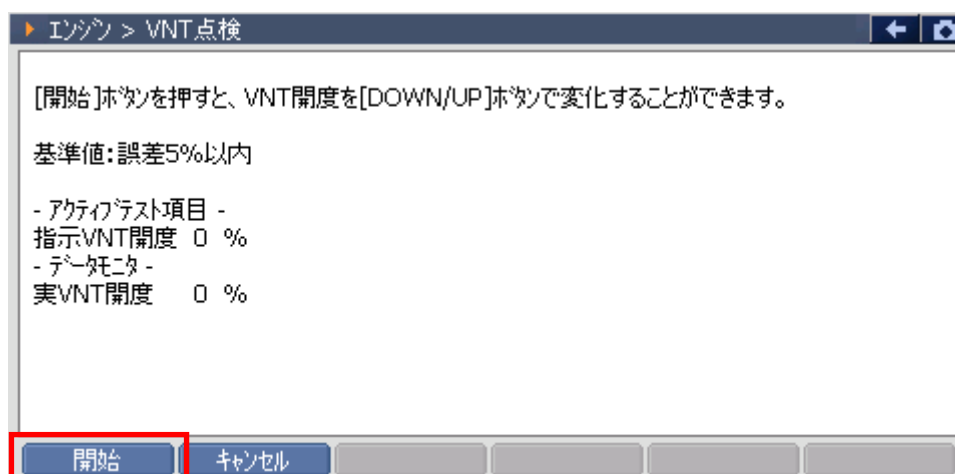 ｴﾝｼﾞﾝ > VNT点検
[開始]ﾎﾞﾀﾝを押すと、VNT開度を[DOWN/UP]ﾎﾞﾀﾝで変化することができます。
基準値:誤差5%以内
- ｱｸﾃｨﾌﾞﾃｽﾄ項目 -
指示VNT開度 0 %
- ﾃﾞｰﾀﾓﾆﾀ -
実VNT開度 0 %
開始 ｷｬﾝｾﾙ